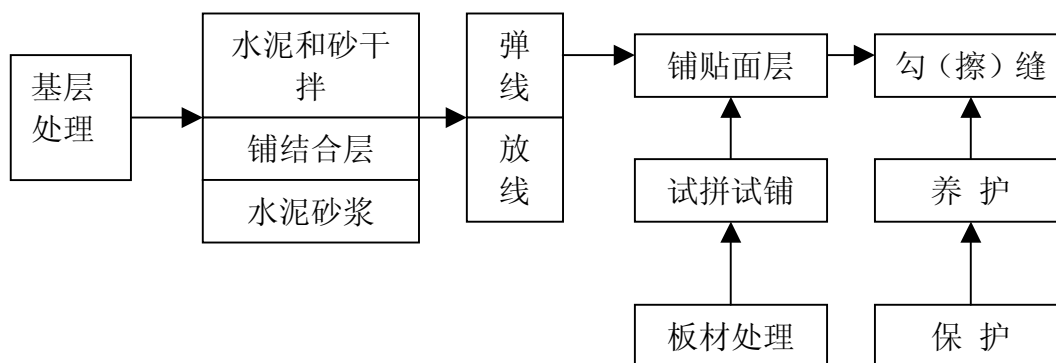 基层
处理
水泥和砂干
拌
铺结合层
水泥砂浆
弹
线
放
线
铺贴面层
勾（擦）缝
试拼试铺
养 护
板材处理
保 护